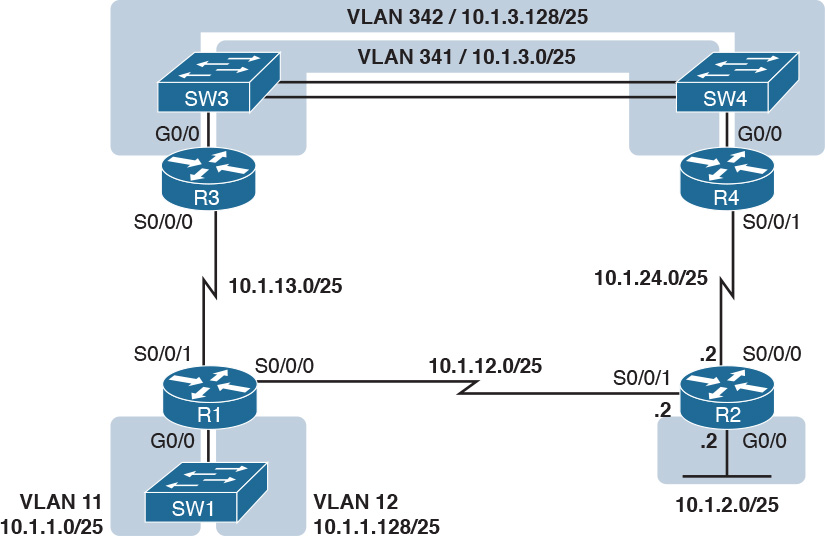 VLAN 342 / 10.1.3.128/25
VLAN 341 / 10.1.3.0/25
SW3
SW4
G0/0
G0/0
R3
R4
S0/0/0
S0/0/1
10.1.13.0/25
10.1.24.0/25
S0/0/1
S0/0/0
10.1.12.0/25
S0/0/1
.2
S0/0/0
.2
R1
R2
G0/0
.2
G0/0
SW1
VLAN 11
10.1.1.0/25
VLAN 12
10.1.1.128/25
10.1.2.0/25